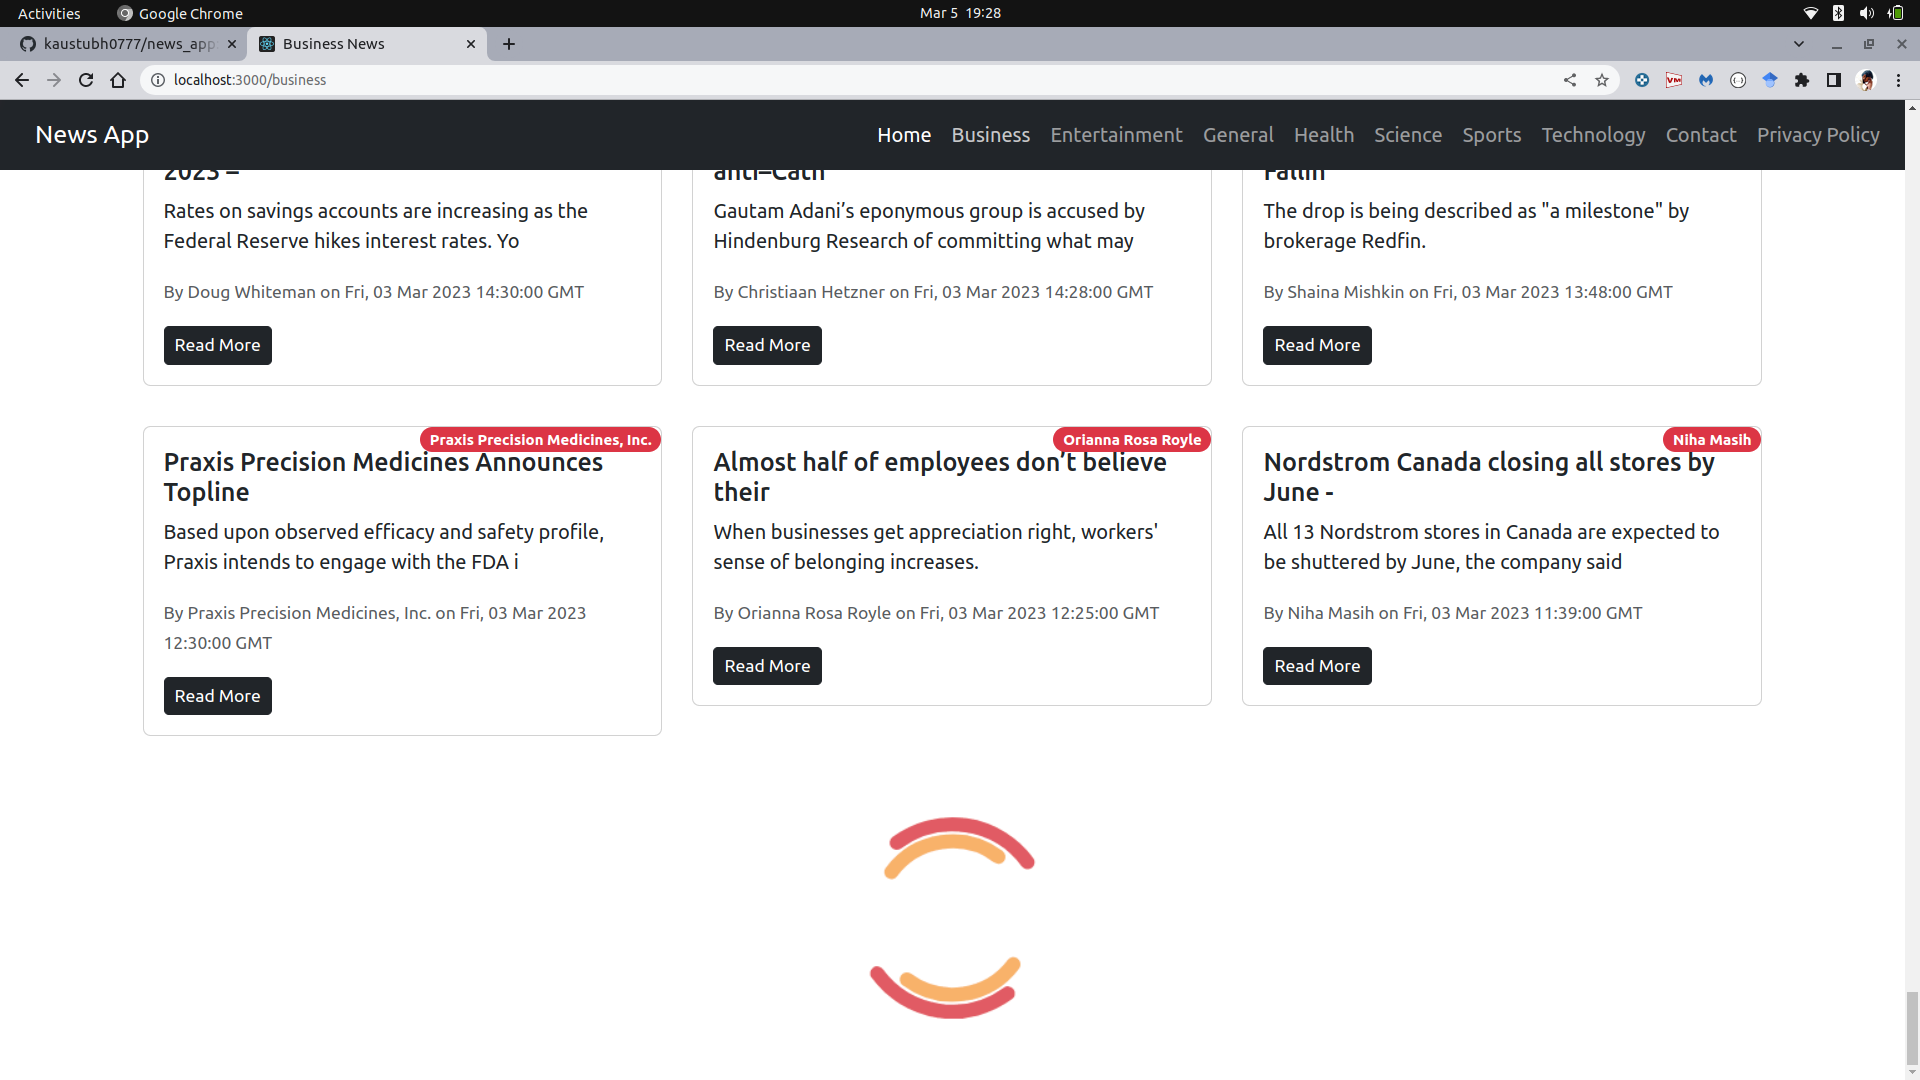 Activities Google Chrome Mar 5 19:28
kaustubh0777/news_app Business News
localhost:3000/business
News App Home Business Entertainment General Health Science Sports Technology Contact Privacy Policy
2023 – anti–Cath Fallin
Rates on savings accounts are increasing as the
Federal Reserve hikes interest rates. Yo
By Doug Whiteman on Fri, 03 Mar 2023 14:30:00 GMT
Read More
Gautam Adani’s eponymous group is accused by
Hindenburg Research of committing what may
By Christiaan Hetzner on Fri, 03 Mar 2023 14:28:00 GMT
Read More
The drop is being described as "a milestone" by
brokerage Redfin.
By Shaina Mishkin on Fri, 03 Mar 2023 13:48:00 GMT
Read More
Praxis Precision Medicines, Inc.
Praxis Precision Medicines Announces
Topline
Based upon observed efficacy and safety profile,
Praxis intends to engage with the FDA i
By Praxis Precision Medicines, Inc. on Fri, 03 Mar 2023
12:30:00 GMT
Read More
Orianna Rosa Royle
Almost half of employees don’t believe
their
When businesses get appreciation right, workers'
sense of belonging increases.
By Orianna Rosa Royle on Fri, 03 Mar 2023 12:25:00 GMT
Read More
Niha Masih
Nordstrom Canada closing all stores by
June -
All 13 Nordstrom stores in Canada are expected to
be shuttered by June, the company said
By Niha Masih on Fri, 03 Mar 2023 11:39:00 GMT
Read More